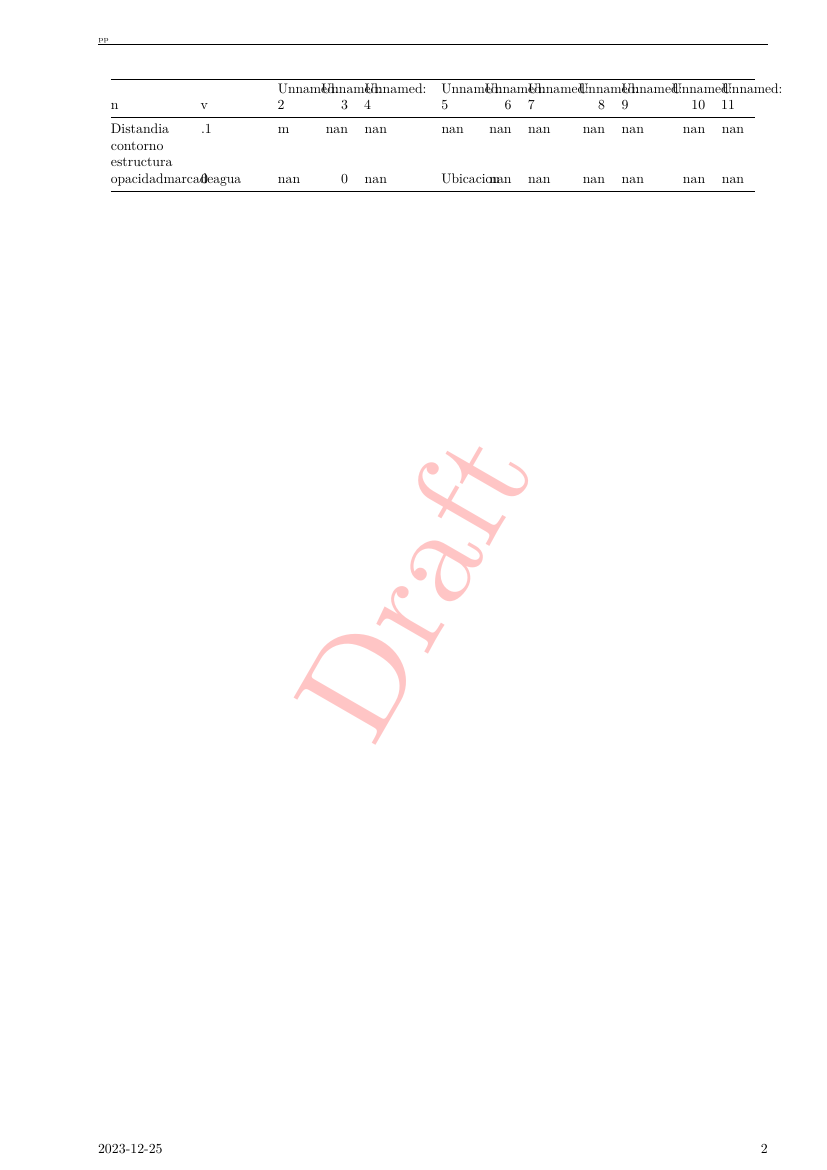 pp
Unnamed: Unnamed: Unnamed: Unnamed: Unnamed: Unnamed: Unnamed: Unnamed: Unnamed: Unnamed:
n v 2 3 4 5 6 7 8 9 10 11
Distandia .1 m nan nan nan nan nan nan nan nan nan
contorno
estructura
opacidadmarcadeagua 0 nan 0 nan Ubicacion nan nan nan nan nan nan
Draft
2023-12-25 2